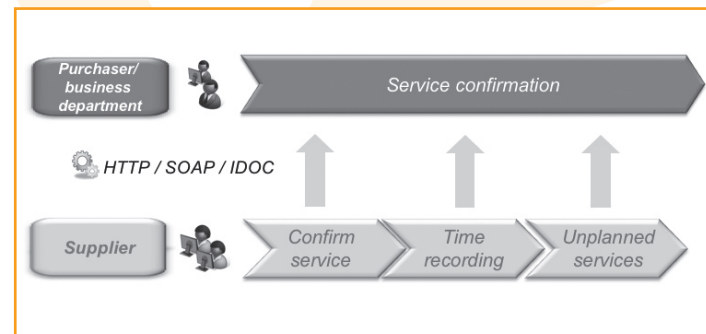 Purchaser/
business
department
Service confirmation
HTTP / SOAP / IDOC
Supplier
Confirm
service
Time
recording
Unplanned
services